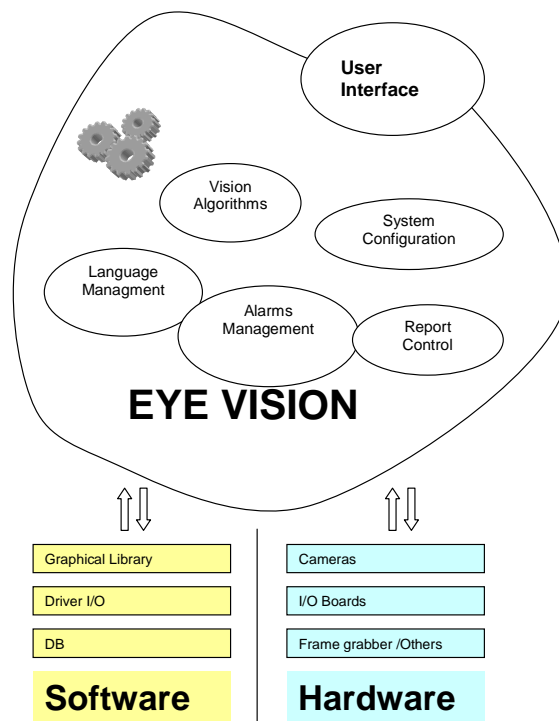 User
Interface
Vision
Algorithms
System
Configuration
Language
Managment
Alarms
Management
Report
Control
EYE VISION
Graphical Library
Driver I/O
DB
Software
Cameras
I/O Boards
Frame grabber /Others
Hardware